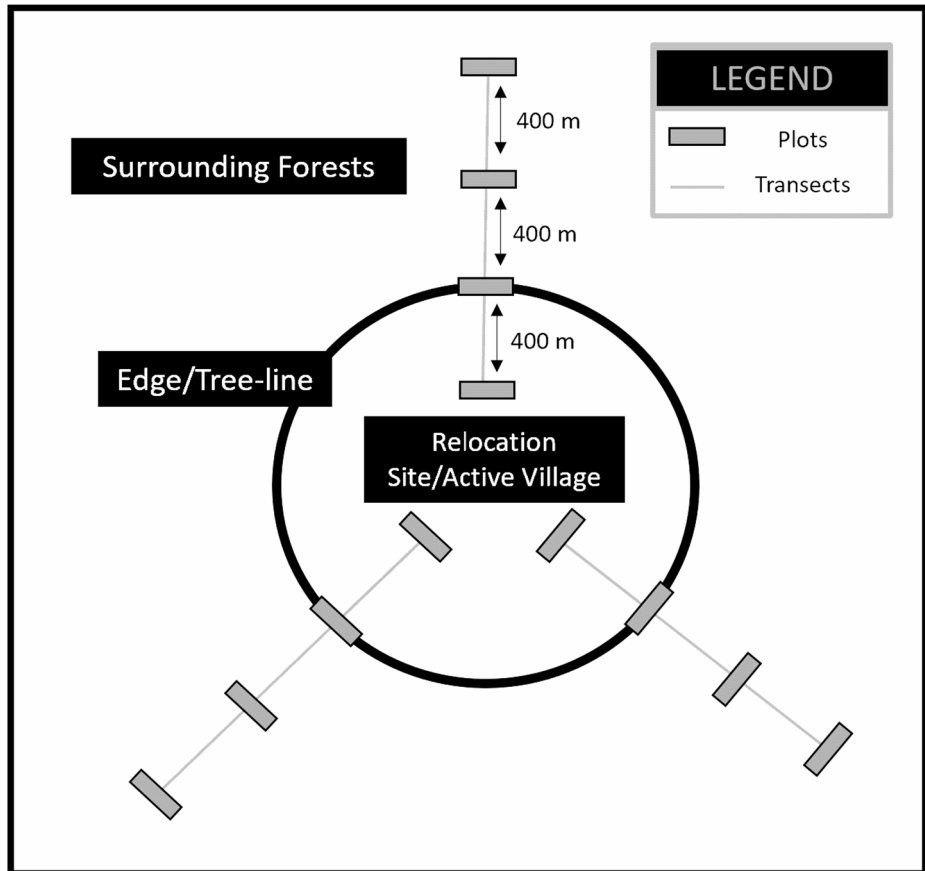 LEGEND
Plots
Transects
400 m
Surrounding Forests
400 m
400 m
Edge/Tree-line
Relocation
Site/Active Village